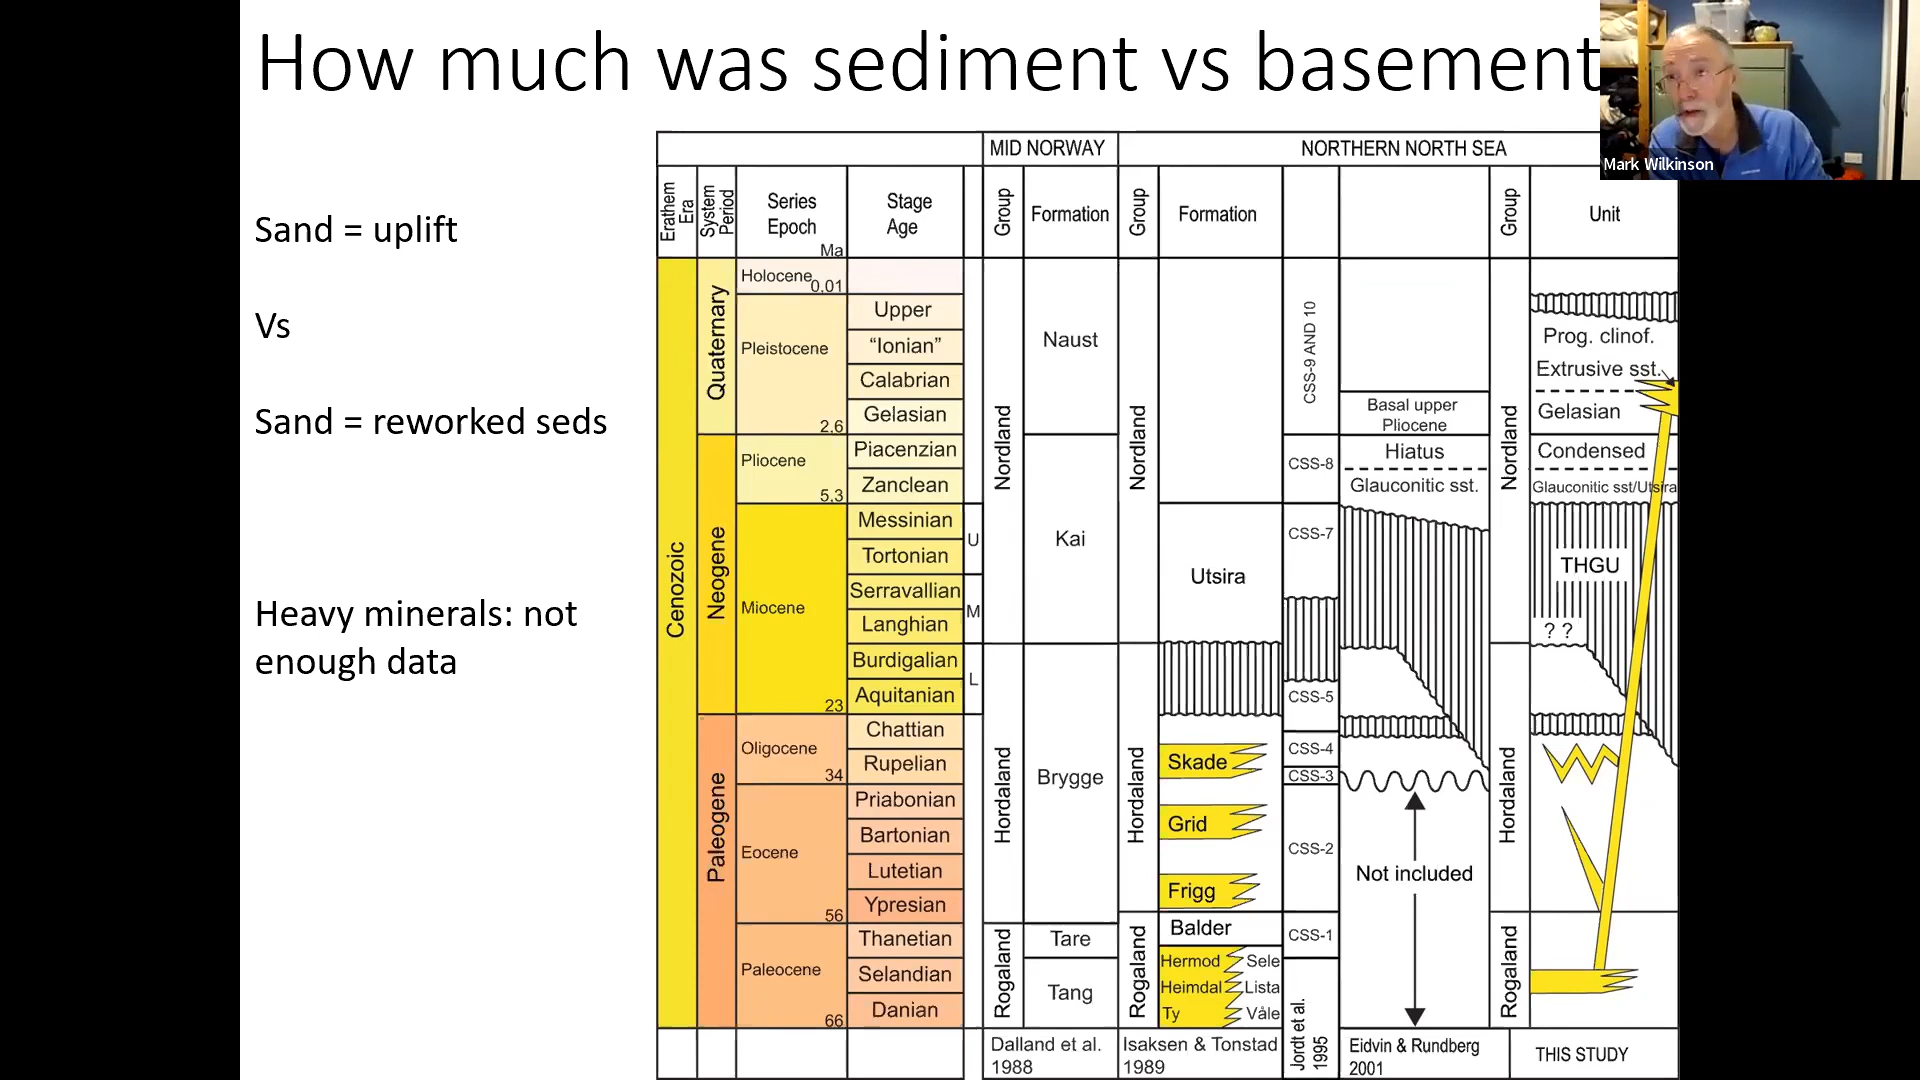 How much was sediment vs basement
Mark Wilkinson
Sand = uplift
Vs
Sand = reworked seds
Heavy minerals: not
enough data
MID NORWAY
NORTHERN NORTH SEA
Erathem
Era
System
Period
Series
Epoch
Ma
Stage
Age
Group
Formation
Group
Formation
Group
Unit
Cenozoic
Quaternary
Neogene
Paleogene
Holocene
0,01
Pleistocene
2,6
Pliocene
5,3
Miocene
23
Oligocene
34
Eocene
56
Paleocene
66
Upper
“Ionian”
Calabrian
Gelasian
Piacenzian
Zanclean
Messinian
Tortonian
Serravallian
Langhian
Burdigalian
Aquitanian
Chattian
Rupelian
Priabonian
Bartonian
Lutetian
Ypresian
Thanetian
Selandian
Danian
U
M
L
Nordland
Hordaland
Rogaland
Naust
Kai
Brygge
Tare
Tang
Nordland
Hordaland
Rogaland
Utsira
Skade
Grid
Frigg
Balder
Hermod
Sele
Heimdal
Lista
Ty
Våle
CSS-9 AND 10
CSS-8
CSS-7
CSS-5
CSS-4
CSS-3
CSS-2
CSS-1
Basal upper
Pliocene
Hiatus
Glauconitic sst.
Not included
Nordland
Hordaland
Rogaland
Prog. clinof.
Extrusive sst.
Gelasian
Condensed
Glauconitic sst/Utsira
THGU
? ?
Dalland et al.
1988
Isaksen & Tonstad
1989
Jordt et al.
1995
Eidvin & Rundberg
2001
THIS STUDY